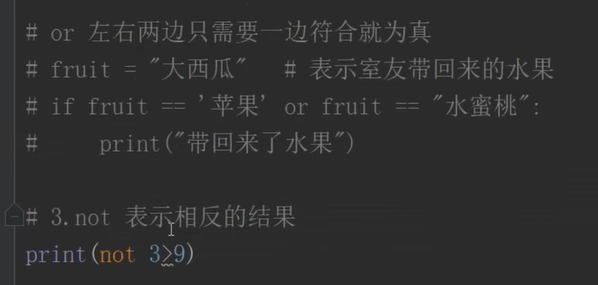 # or 左右两边只需要一边符合就为真
# fruit = "大西瓜"  # 表示室友带回来的水果
# if fruit == '苹果' or fruit == "水蜜桃":
#     print("带回来了水果")
# 3.not 表示相反的结果
print(not 3>9)